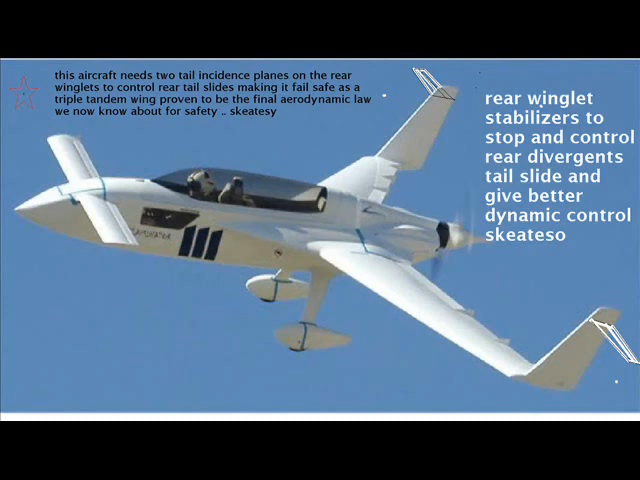 this aircraft needs two tail incidence planes on the rear
winglets to control rear tail slides making it fail safe as a
triple tandem wing proven to be the final aerodynamic law
we now know about for safety .. skeatesy
rear winglet
stabilizers to
stop and control
rear divergents
tail slide and
give better
dynamic control
skeateso